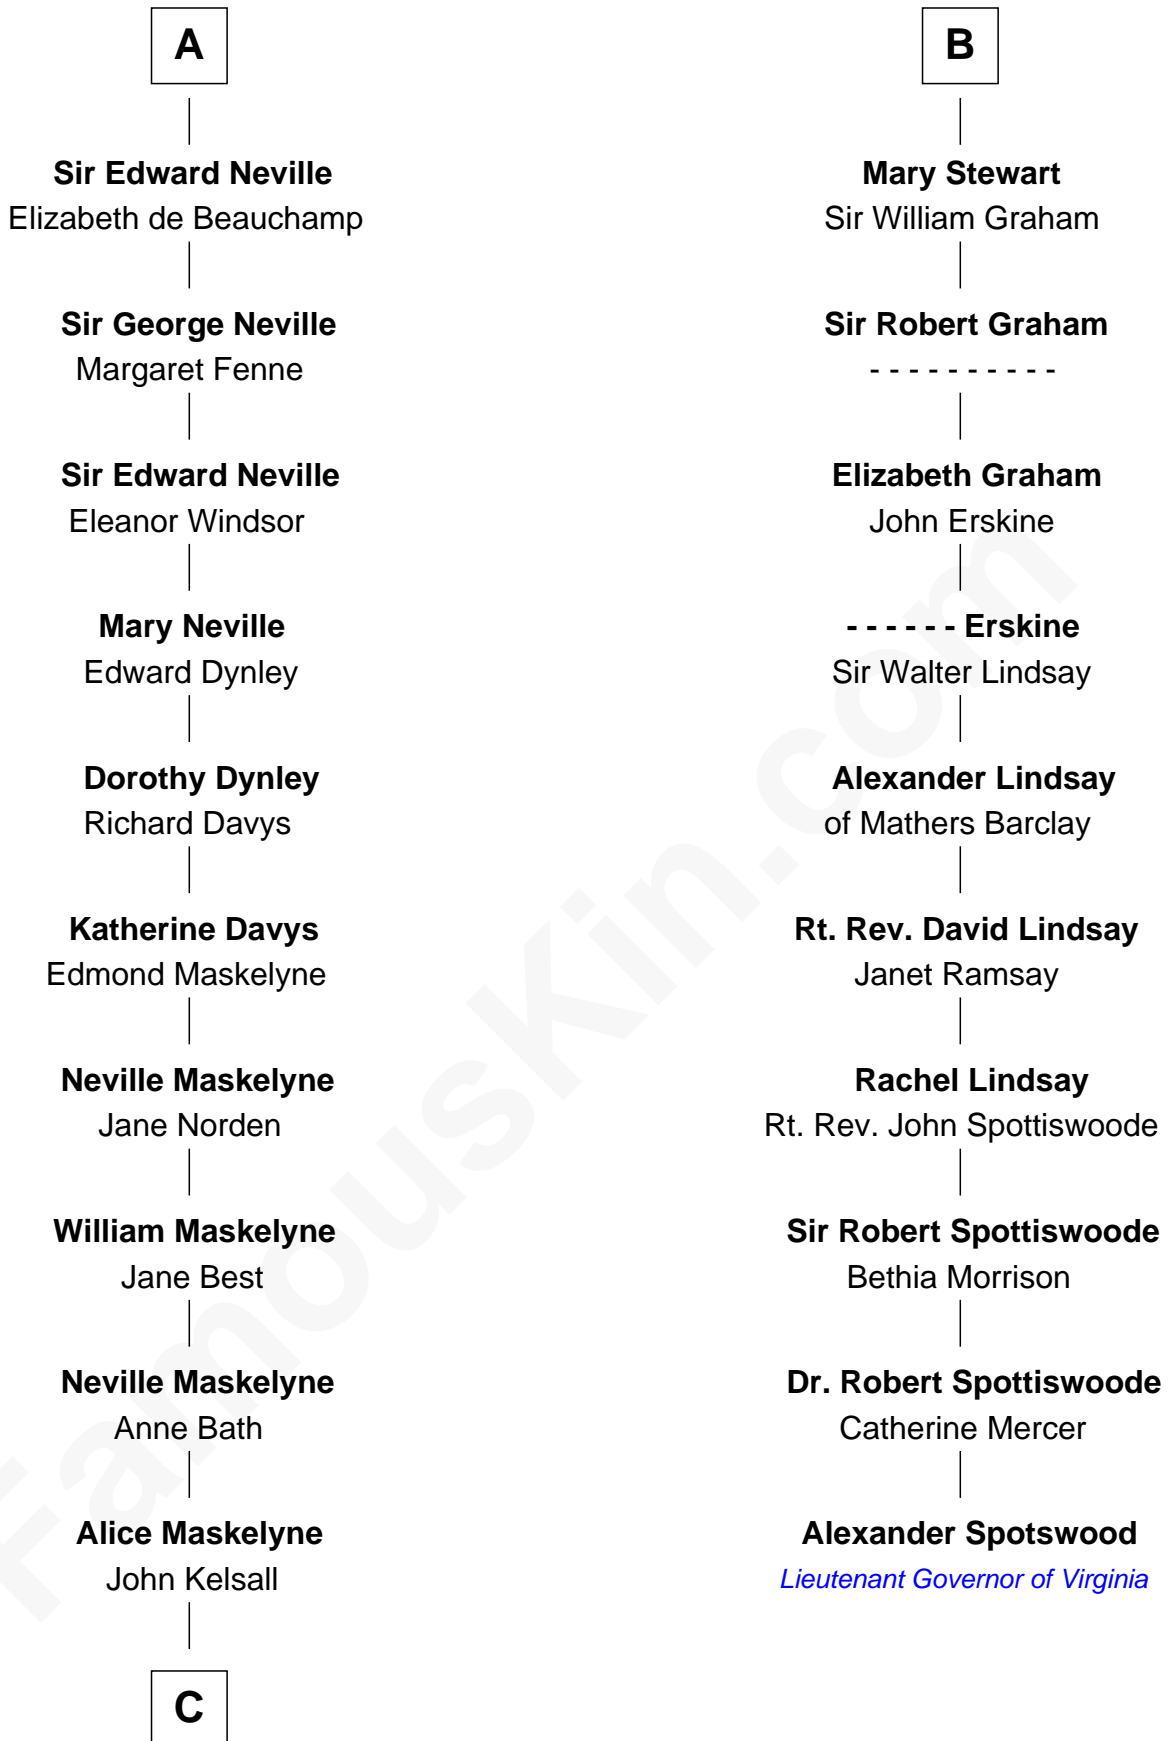 A
Sir Edward Neville
Elizabeth de Beauchamp
Sir George Neville
Margaret Fenne
Sir Edward Neville
Eleanor Windsor
Mary Neville
Edward Dynley
Dorothy Dynley
Richard Davys
Katherine Davys
Edmond Maskelyne
Neville Maskelyne
Jane Norden
William Maskelyne
Jane Best
Neville Maskelyne
Anne Bath
Alice Maskelyne
John Kelsall
C
B
Mary Stewart
Sir William Graham
Sir Robert Graham
- - - - - - - - - -
Elizabeth Graham
John Erskine
- - - - - - Erskine
Sir Walter Lindsay
Alexander Lindsay
of Mathers Barclay
Rt. Rev. David Lindsay
Janet Ramsay
Rachel Lindsay
Rt. Rev. John Spottiswoode
Sir Robert Spottiswoode
Bethia Morrison
Dr. Robert Spottiswoode
Catherine Mercer
Alexander Spotswood
Lieutenant Governor of Virginia
FamousKin.com